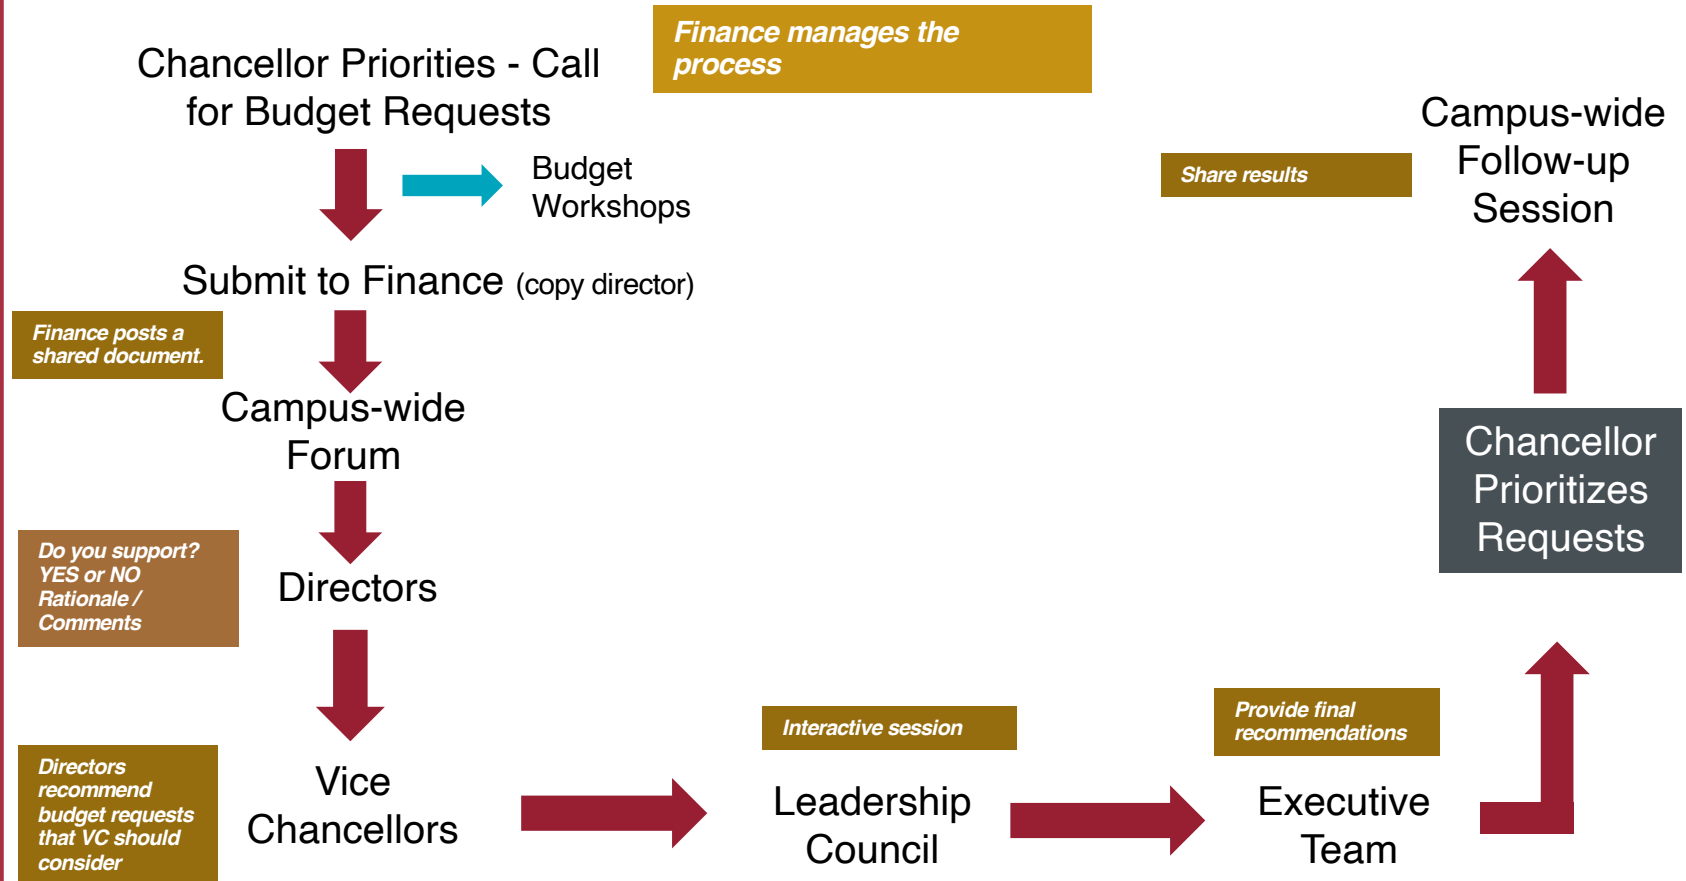 Finance manages the
process
Chancellor Priorities - Call
for Budget Requests
Budget
Workshops
Submit to Finance (copy director)
Finance posts a
shared document.
Campus-wide
Forum
Do you support?
YES or NO
Rationale /
Comments
Directors
Directors
recommend
budget requests
that VC should
consider
Vice
Chancellors
Interactive session
Leadership
Council
Provide final
recommendations
Executive
Team
Chancellor
Prioritizes
Requests
Share results
Campus-wide
Follow-up
Session